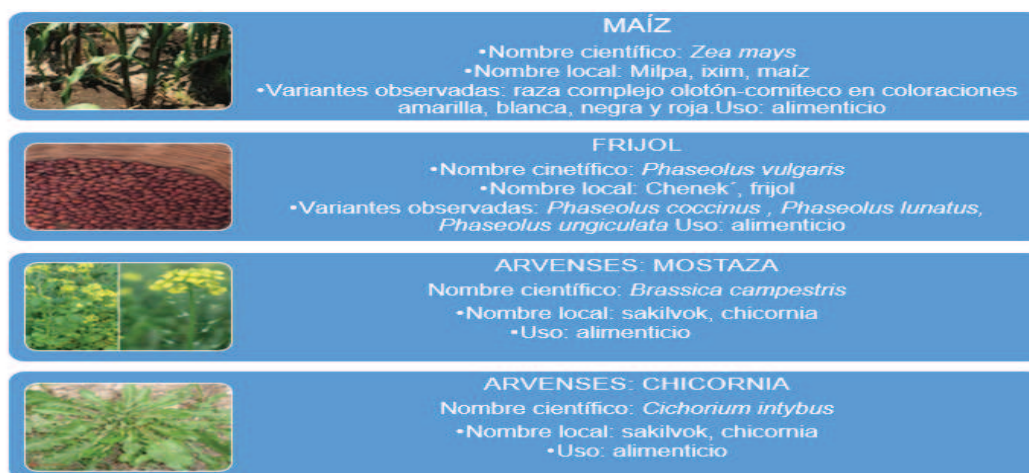 MAÍZ
•Nombre científico: Zea mays
•Nombre local: Milpa, ixim, maíz
•Variantes observadas: raza complejo olotón-comiteco en coloraciones
amarilla, blanca, negra y roja.Uso: alimenticio
FRIJOL
•Nombre cinetífico: Phaseolus vulgaris
•Nombre local: Chenek´, frijol
•Variantes observadas: Phaseolus coccinus , Phaseolus lunatus,
Phaseolus ungiculata Uso: alimenticio
ARVENSES: MOSTAZA
Nombre científico: Brassica campestris
•Nombre local: sakilvok, chicornia
•Uso: alimenticio
ARVENSES: CHICORNIA
Nombre científico: Cichorium intybus
•Nombre local: sakilvok, chicornia
•Uso: alimenticio